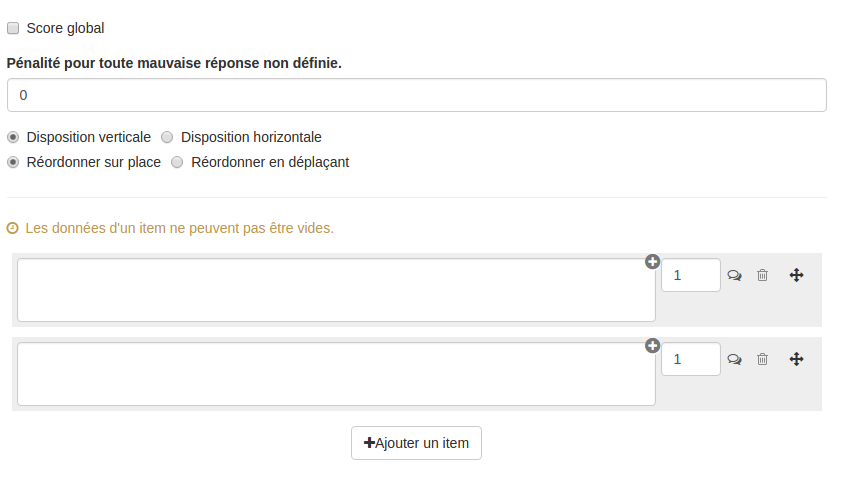 Score global
Pénalité pour toute mauvaise réponse non définie.
0
Disposition verticale Disposition horizontale
Réordonner sur place Réordonner en déplaçant
Les données d'un item ne peuvent pas être vides.
1
1
Ajouter un item